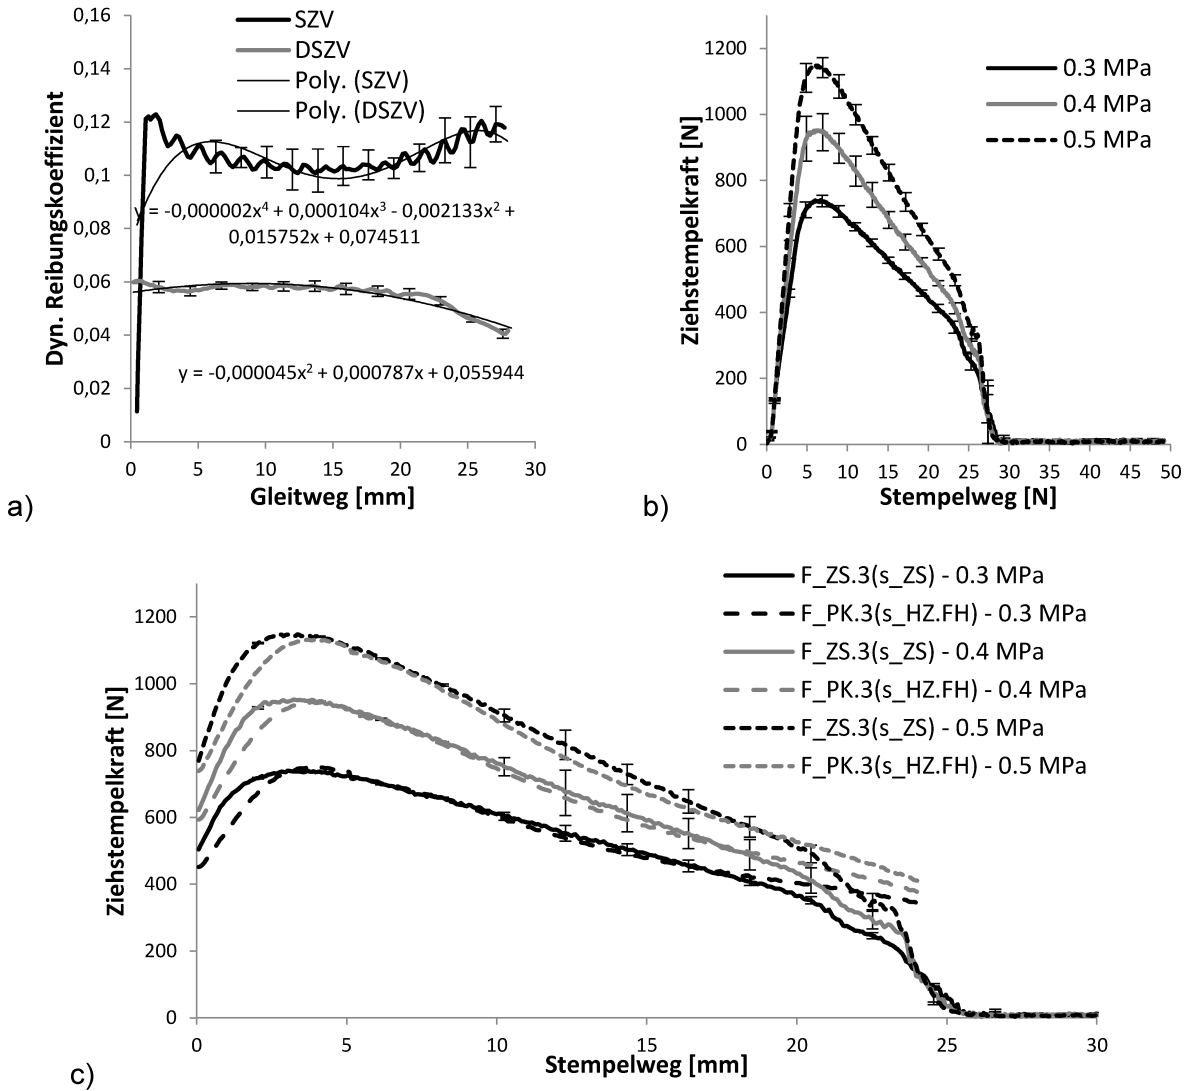 0,16
0,14
0,12
0,1
0,08
0,06
0,04
0,02
0
Dyn. Reibungskoeffizient
SZV
DSZV
Poly. (SZV)
Poly. (DSZV)
y = -0,000002x⁴ + 0,000104x³ - 0,002133x² +
0,015752x + 0,074511
y = -0,000045x² + 0,000787x + 0,055944
0 5 10 15 20 25 30
Gleitweg [mm]
a)
1200
1000
800
600
400
200
0
Ziehstempelkraft [N]
0.3 MPa
0.4 MPa
0.5 MPa
0 5 10 15 20 25 30 35 40 45 50
Stempelweg [N]
b)
F_ZS.3(s_ZS) - 0.3 MPa
F_PK.3(s_HZ.FH) - 0.3 MPa
F_ZS.3(s_ZS) - 0.4 MPa
F_PK.3(s_HZ.FH) - 0.4 MPa
F_ZS.3(s_ZS) - 0.5 MPa
F_PK.3(s_HZ.FH) - 0.5 MPa
1200
1000
800
600
400
200
0
Ziehstempelkraft [N]
0 5 10 15 20 25 30
Stempelweg [mm]
c)